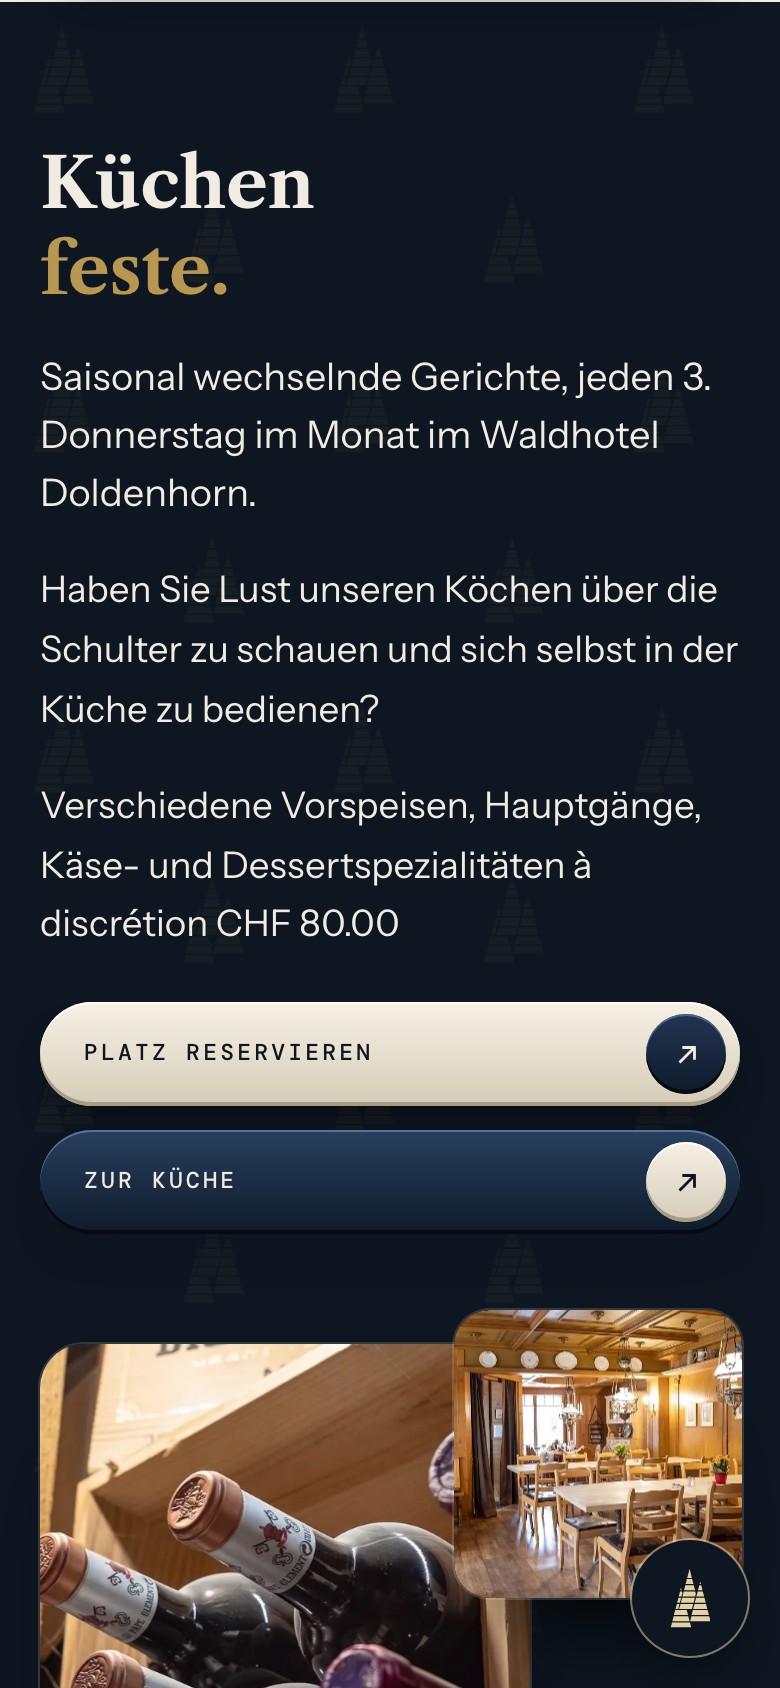 Küchen
feste.
Saisonal wechselnde Gerichte, jeden 3.
Donnerstag im Monat im Waldhotel
Doldenhorn.
Haben Sie Lust unseren Köchen über die
Schulter zu schauen und sich selbst in der
Küche zu bedienen?
Verschiedene Vorspeisen, Hauptgänge,
Käse- und Dessertspezialitäten à
discrétion CHF 80.00
PLATZ RESERVIEREN
ZUR KÜCHE